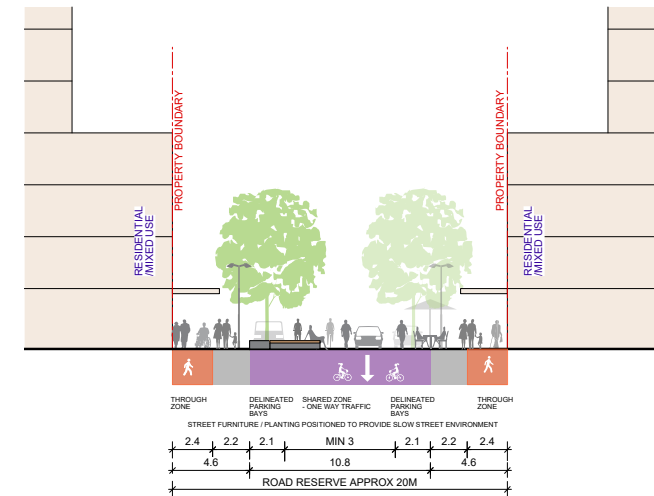 PROPERTY BOUNDARY
PROPERTY BOUNDARY
RESIDENTIAL
/MIXED USE
RESIDENTIAL
/MIXED USE
THROUGH
ZONE
DELINEATED
PARKING
BAYS
SHARED ZONE
- ONE WAY TRAFFIC
DELINEATED
PARKING
BAYS
THROUGH
ZONE
STREET FURNITURE / PLANTING POSITIONED TO PROVIDE SLOW STREET ENVIRONMENT
2.4 2.2 2.1 MIN 3 2.1 2.2 2.4
4.6 10.8 4.6
ROAD RESERVE APPROX 20M